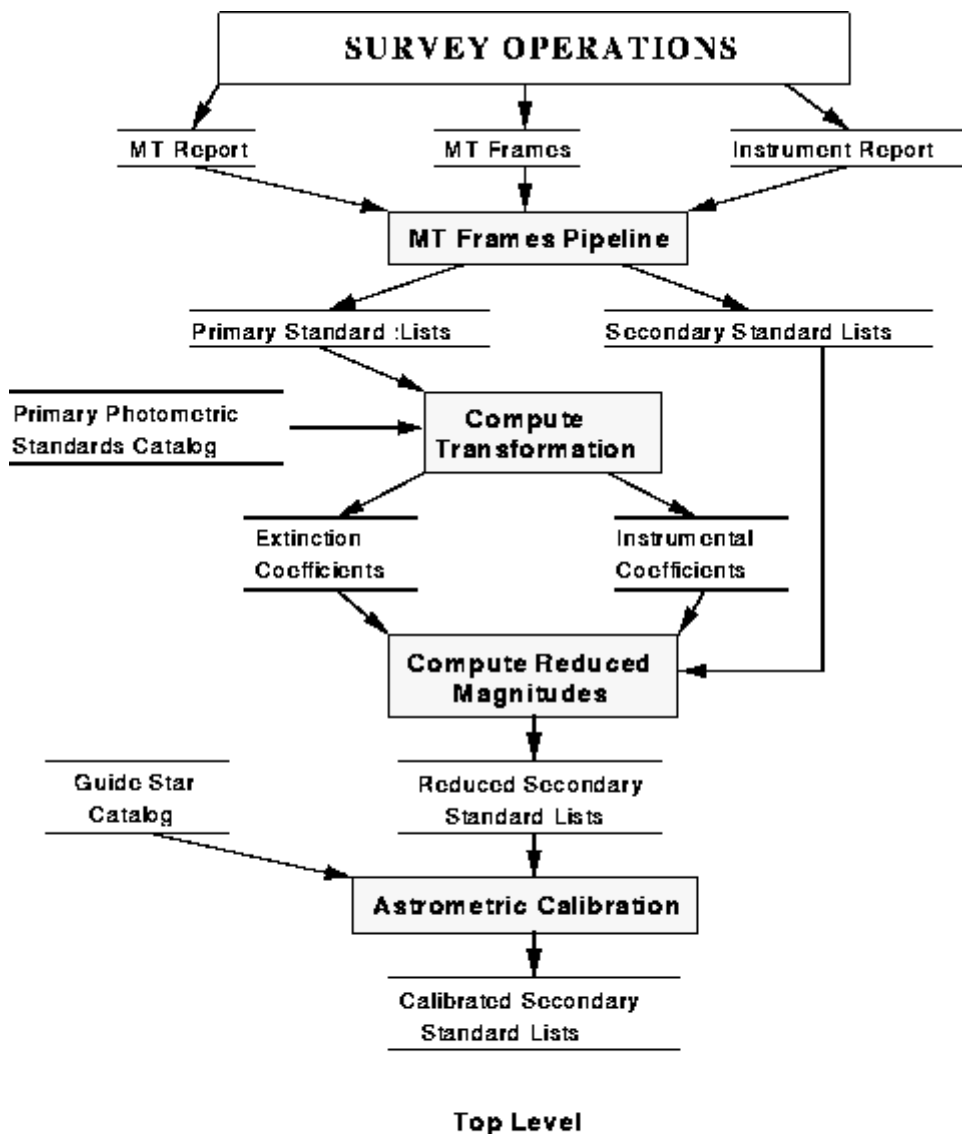 SURVEY OPERATIONS
MT Report
MT Frames
Instrument Report
MT Frames Pipeline
Primary Standard :Lists
Secondary Standard Lists
Primary Photometric
Standards Catalog
Compute
Transformation
Extinction
Coefficients
Instrumental
Coefficients
Compute Reduced
Magnitudes
Guide Star
Catalog
Reduced Secondary
Standard Lists
Astrometric Calibration
Calibrated Secondary
Standard Lists
Top Level